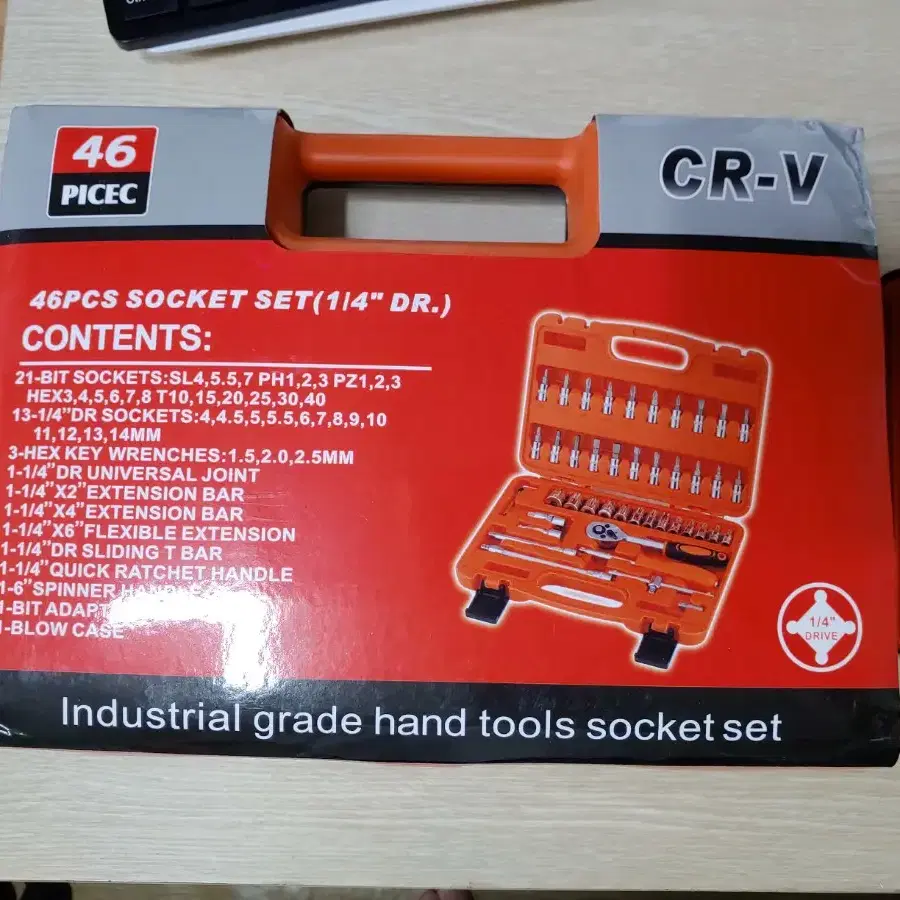 46
PICEC
CR-V
46PCS SOCKET SET(1/4" DR.)
CONTENTS:
21-BIT SOCKETS:SL4,5.5,7 PH1,2,3 PZ1,2,3
HEX3,4,5,6,7,8 T10,15,20,25,30,40
13-1/4"DR SOCKETS:4,4.5,5,5.5,6,7,8,9,10
11,12,13,14MM
3-HEX KEY WRENCHES:1.5,2.0,2.5MM
1-1/4"DR UNIVERSAL JOINT
1-1/4"X2"EXTENSION BAR
1-1/4"X4"EXTENSION BAR
1-1/4"X6"FLEXIBLE EXTENSION
1-1/4"DR SLIDING T BAR
1-1/4"QUICK RATCHET HANDLE
1-6"SPINNER
1-BIT
1-BLOW CASE
1/4"
DRIVE
Industrial grade hand tools socket set